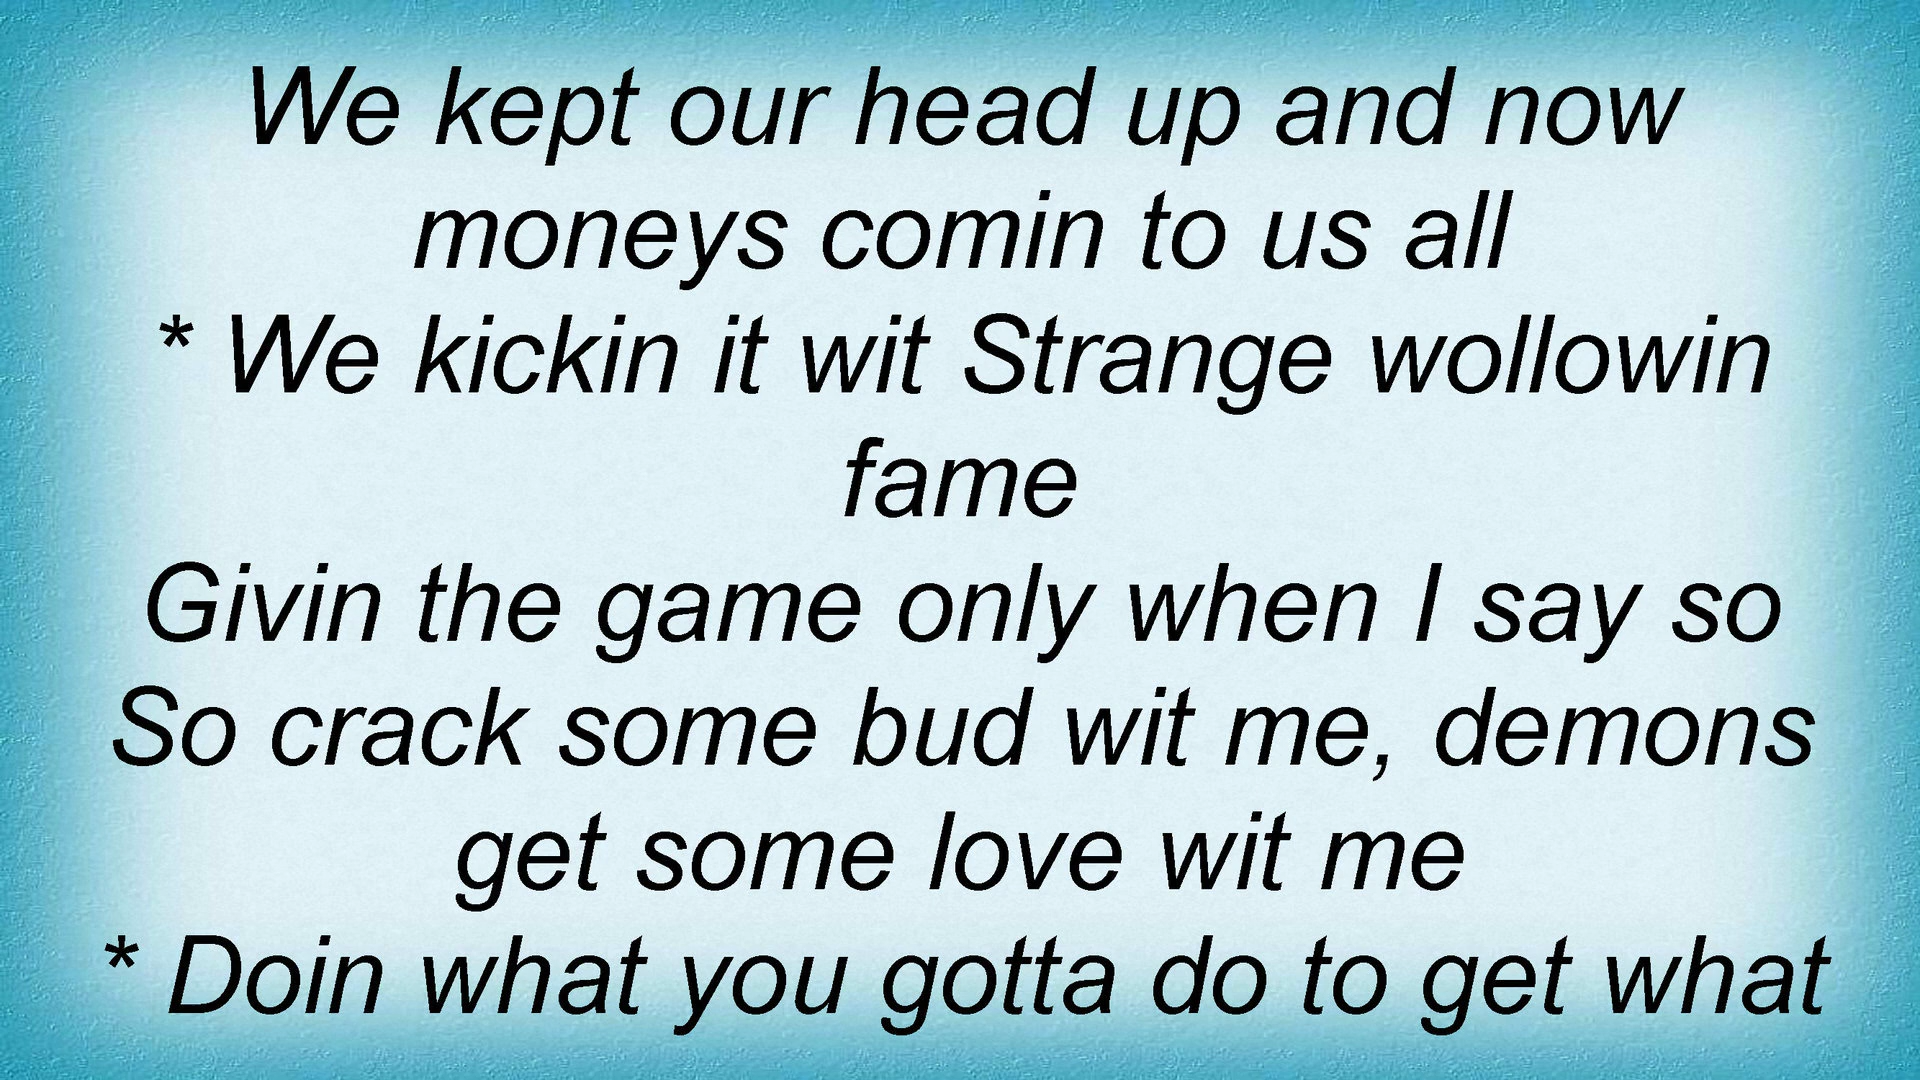 We kept our head up and now
moneys comin to us all
* We kickin it wit Strange wollowin
fame
Givin the game only when I say so
So crack some bud wit me, demons
get some love wit me
* Doin what you gotta do to get what